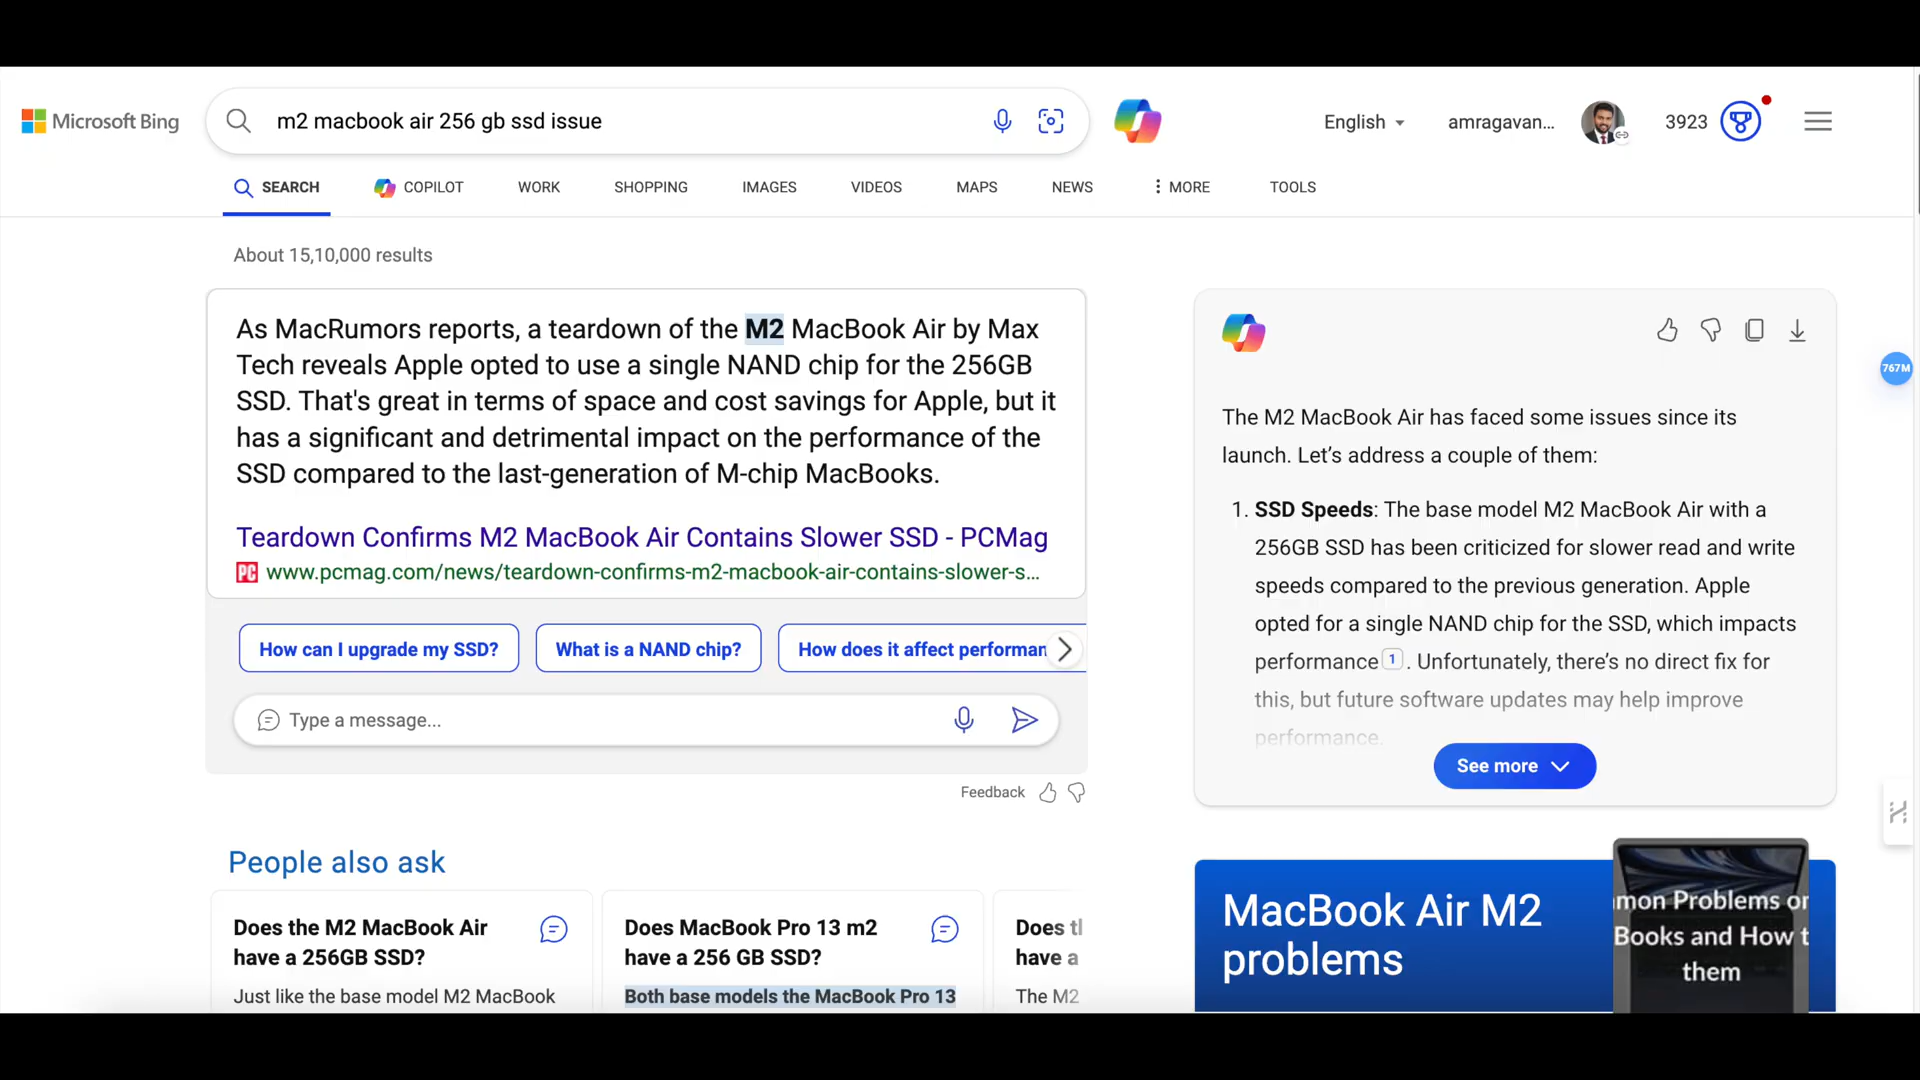 Microsoft Bing
m2 macbook air 256 gb ssd issue
English
amragavan...
3923
SEARCH
COPILOT
WORK
SHOPPING
IMAGES
VIDEOS
MAPS
NEWS
MORE
TOOLS
About 15,10,000 results
As MacRumors reports, a teardown of the M2 MacBook Air by Max
Tech reveals Apple opted to use a single NAND chip for the 256GB
SSD. That's great in terms of space and cost savings for Apple, but it
has a significant and detrimental impact on the performance of the
SSD compared to the last-generation of M-chip MacBooks.
Teardown Confirms M2 MacBook Air Contains Slower SSD - PCMag
PC www.pcmag.com/news/teardown-confirms-m2-macbook-air-contains-slower-s...
How can I upgrade my SSD?
What is a NAND chip?
How does it affect performan
Type a message...
Feedback
People also ask
Does the M2 MacBook Air
have a 256GB SSD?
Just like the base model M2 MacBook
Does MacBook Pro 13 m2
have a 256 GB SSD?
Both base models the MacBook Pro 13
Does tl
have a
The M2
767M
The M2 MacBook Air has faced some issues since its
launch. Let’s address a couple of them:
1. SSD Speeds: The base model M2 MacBook Air with a
256GB SSD has been criticized for slower read and write
speeds compared to the previous generation. Apple
opted for a single NAND chip for the SSD, which impacts
performance 1 . Unfortunately, there’s no direct fix for
this, but future software updates may help improve
performance.
See more
MacBook Air M2
problems
mon Problems or
Books and How t
them